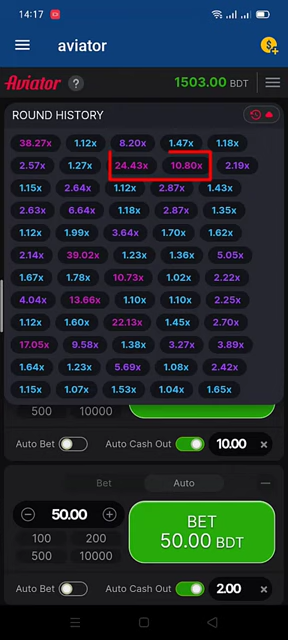 14:17
aviator
Aviator ? 1503.00 BDT
ROUND HISTORY
38.27x 1.12x 8.20x 1.47x 1.18x
2.57x 1.27x 24.43x 10.80x 2.19x
1.15x 2.64x 1.12x 2.87x 1.43x
2.63x 6.64x 1.18x 2.87x 1.35x
1.12x 1.99x 3.64x 1.70x 1.62x
2.14x 39.02x 1.23x 1.36x 5.05x
1.67x 1.78x 10.73x 1.02x 2.22x
4.04x 13.66x 1.10x 1.10x 2.25x
1.12x 1.60x 22.13x 1.45x 2.70x
17.05x 9.58x 1.38x 3.27x 3.89x
1.64x 1.23x 5.69x 1.08x 2.42x
1.15x 1.07x 1.53x 1.04x 1.65x
500 10000
Auto Bet Auto Cash Out 10.00 ×
Bet Auto
50.00
BET
100 200
50.00 BDT
500 10000
Auto Bet Auto Cash Out 2.00 ×